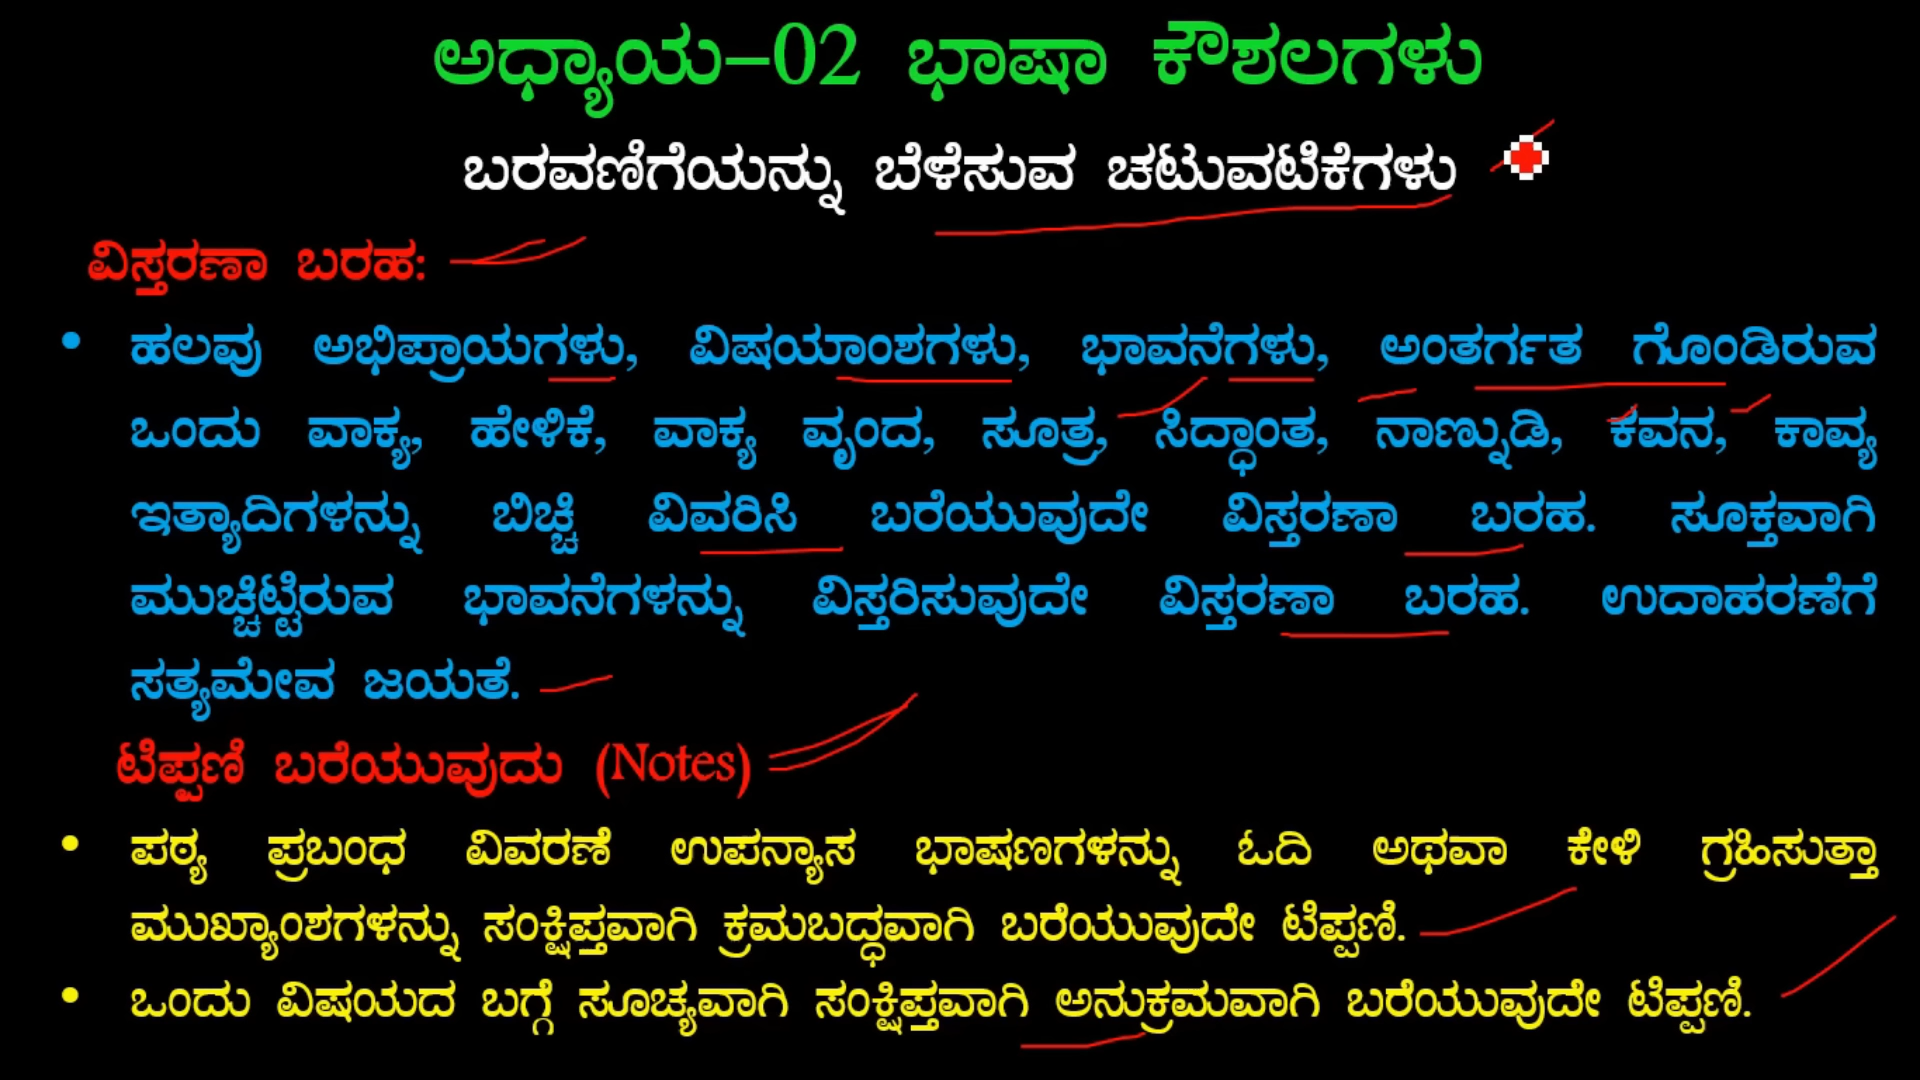 ಅಧ್ಯಾಯ–02 ಭಾಷಾ ಕೌಶಲಗಳು
ಬರವಣಿಗೆಯನ್ನು ಬೆಳೆಸುವ ಚಟುವಟಿಕೆಗಳು
ವಿಸ್ತರಣಾ ಬರಹ:
• ಹಲವು ಅಭಿಪ್ರಾಯಗಳು, ವಿಷಯಾಂಶಗಳು, ಭಾವನೆಗಳು, ಅಂತರ್ಗತ ಗೊಂಡಿರುವ
ಒಂದು ವಾಕ್ಯ, ಹೇಳಿಕೆ, ವಾಕ್ಯ ವೃಂದ, ಸೂತ್ರ, ಸಿದ್ಧಾಂತ, ನಾಣ್ನುಡಿ, ಕವನ, ಕಾವ್ಯ
ಇತ್ಯಾದಿಗಳನ್ನು ಬಿಚ್ಚಿ ವಿವರಿಸಿ ಬರೆಯುವುದೇ ವಿಸ್ತರಣಾ ಬರಹ. ಸೂಕ್ತವಾಗಿ
ಮುಚ್ಚಿಟ್ಟಿರುವ ಭಾವನೆಗಳನ್ನು ವಿಸ್ತರಿಸುವುದೇ ವಿಸ್ತರಣಾ ಬರಹ. ಉದಾಹರಣೆಗೆ
ಸತ್ಯಮೇವ ಜಯತೆ.
ಟಿಪ್ಪಣಿ ಬರೆಯುವುದು (Notes)
• ಪಠ್ಯ ಪ್ರಬಂಧ ವಿವರಣೆ ಉಪನ್ಯಾಸ ಭಾಷಣಗಳನ್ನು ಓದಿ ಅಥವಾ ಕೇಳಿ ಗ್ರಹಿಸುತ್ತಾ
ಮುಖ್ಯಾಂಶಗಳನ್ನು ಸಂಕ್ಷಿಪ್ತವಾಗಿ ಕ್ರಮಬದ್ಧವಾಗಿ ಬರೆಯುವುದೇ ಟಿಪ್ಪಣಿ.
• ಒಂದು ವಿಷಯದ ಬಗ್ಗೆ ಸೂಚ್ಯವಾಗಿ ಸಂಕ್ಷಿಪ್ತವಾಗಿ ಅನುಕ್ರಮವಾಗಿ ಬರೆಯುವುದೇ ಟಿಪ್ಪಣಿ.